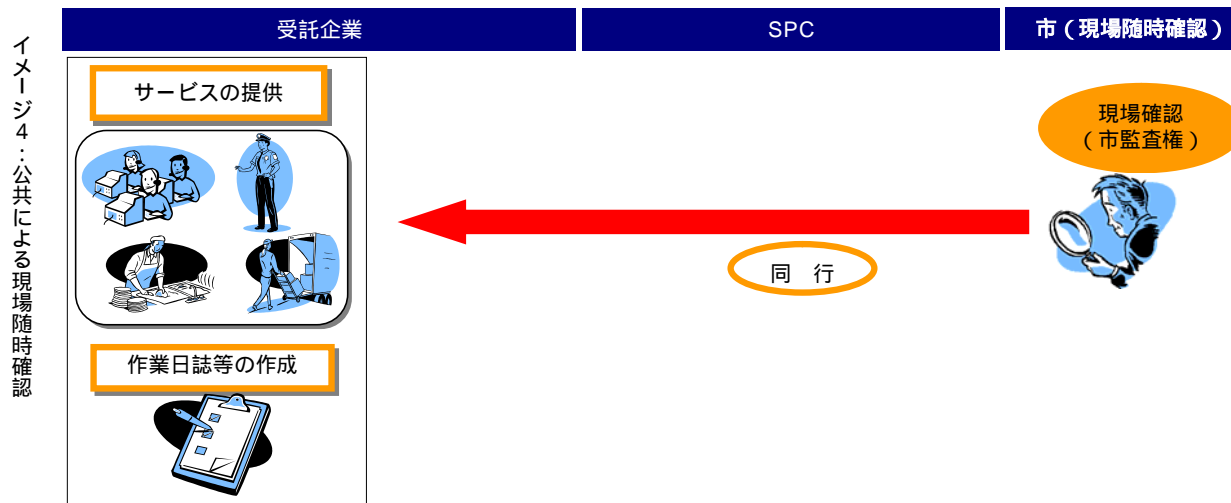 イメージ4：公共による現場随時確認
受託企業
SPC
市（現場随時確認）
サービスの提供
現場確認
（市監査権）
同　行
作業日誌等の作成